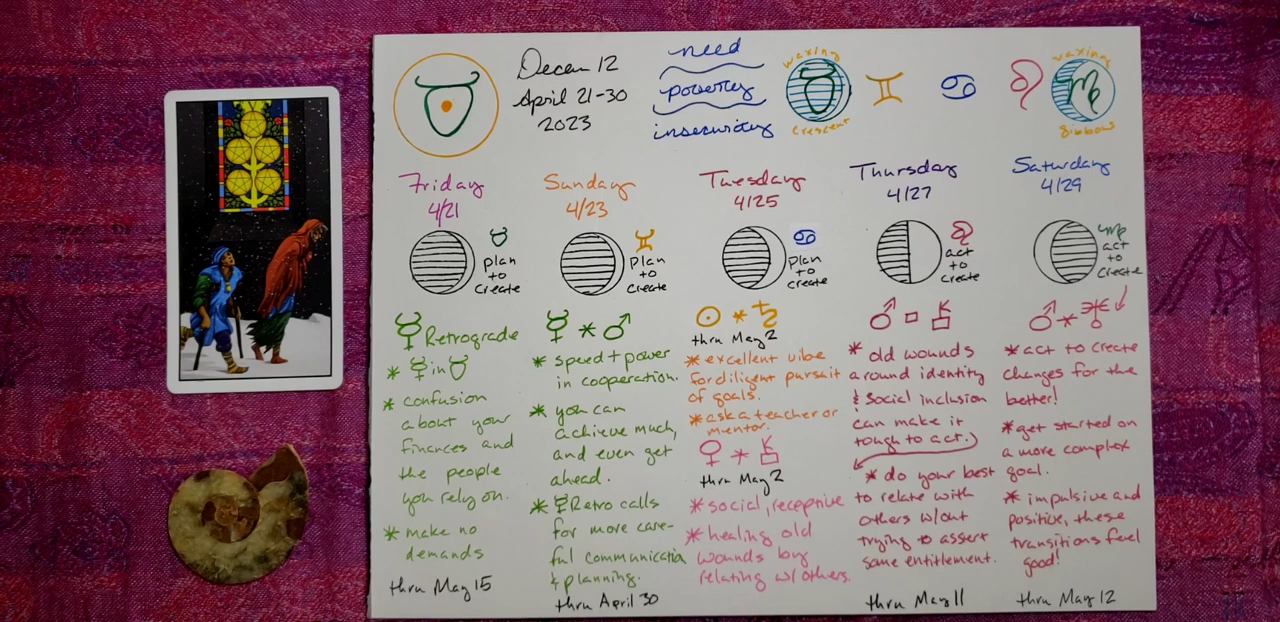 Decan 12
April 21-30
2023
need
poverty
insecurity
waxing
crescent
waxing
gibbous
Friday
4/21
♉
plan
to
create
☿ Retrograde
* ☿ in ♉
* confusion
about your
finances and
the people
you rely on.
* make no
demands
thru May 15
Sunday
4/23
♊
plan
to
create
☿ * ♂
* speed + power
in cooperation.
* you can
achieve much,
and even get
ahead.
* ☿ Retro calls
for more care-
ful communicatio
& planning.
thru April 30
Tuesday
4/25
♋
plan
to
create
☉ * ♄
thru May 2
* excellent vibe
for diligent pursuit
of goals.
* ask a teacher or
mentor.
♀ * ⚷
thru May 2
* social, receptive
* healing old
wounds by
relating w/ others.
Thursday
4/27
♌
act
to
create
♂ □ ⚷
* old wounds
around identity
& social inclusion
can make it
tough to act.
* do your best
to relate with
others w/out
trying to assert
some entitlement.
thru May 11
Saturday
4/29
♍
act
to
create
♂ * ♅
* act to create
changes for the
better!
* get started on
a more complex
goal.
* impulsive and
positive, these
transitions feel
good!
thru May 12